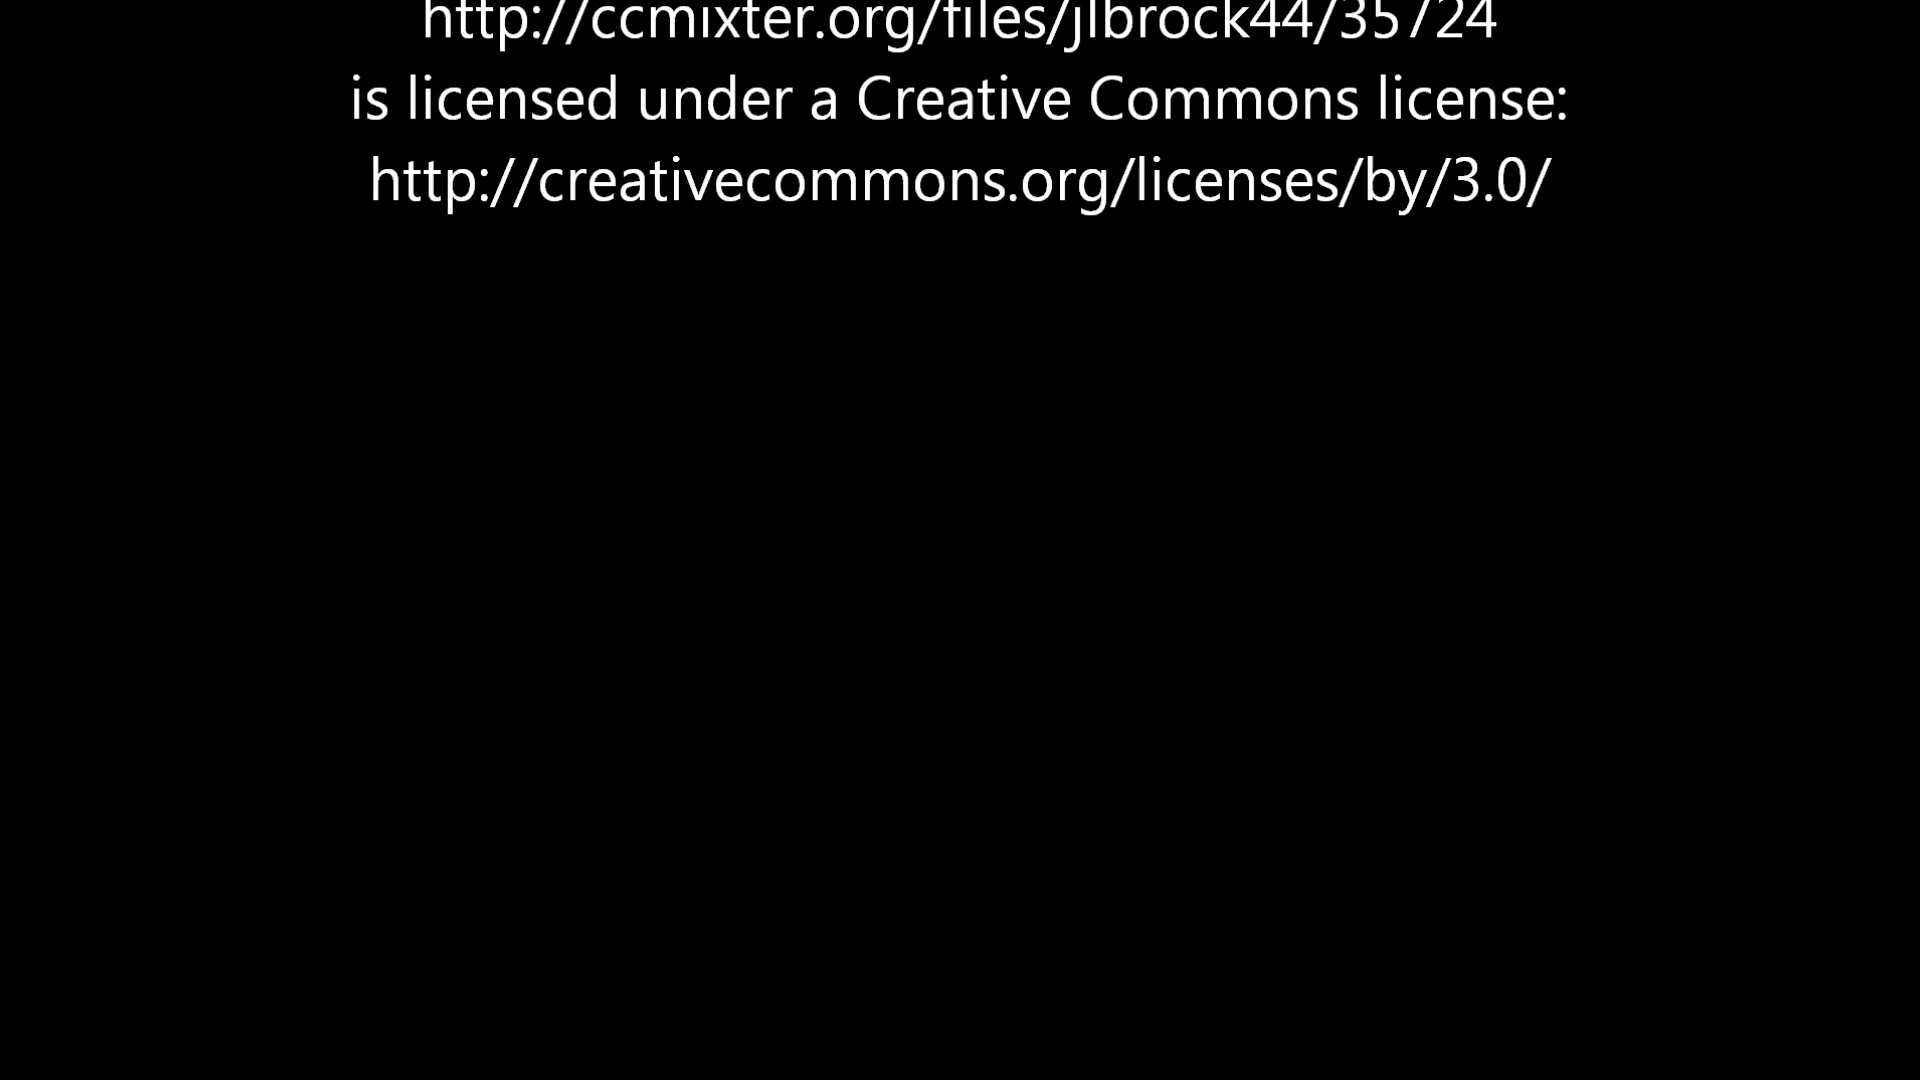 http://ccmixter.org/files/jlbrock44/35724
is licensed under a Creative Commons license:
http://creativecommons.org/licenses/by/3.0/